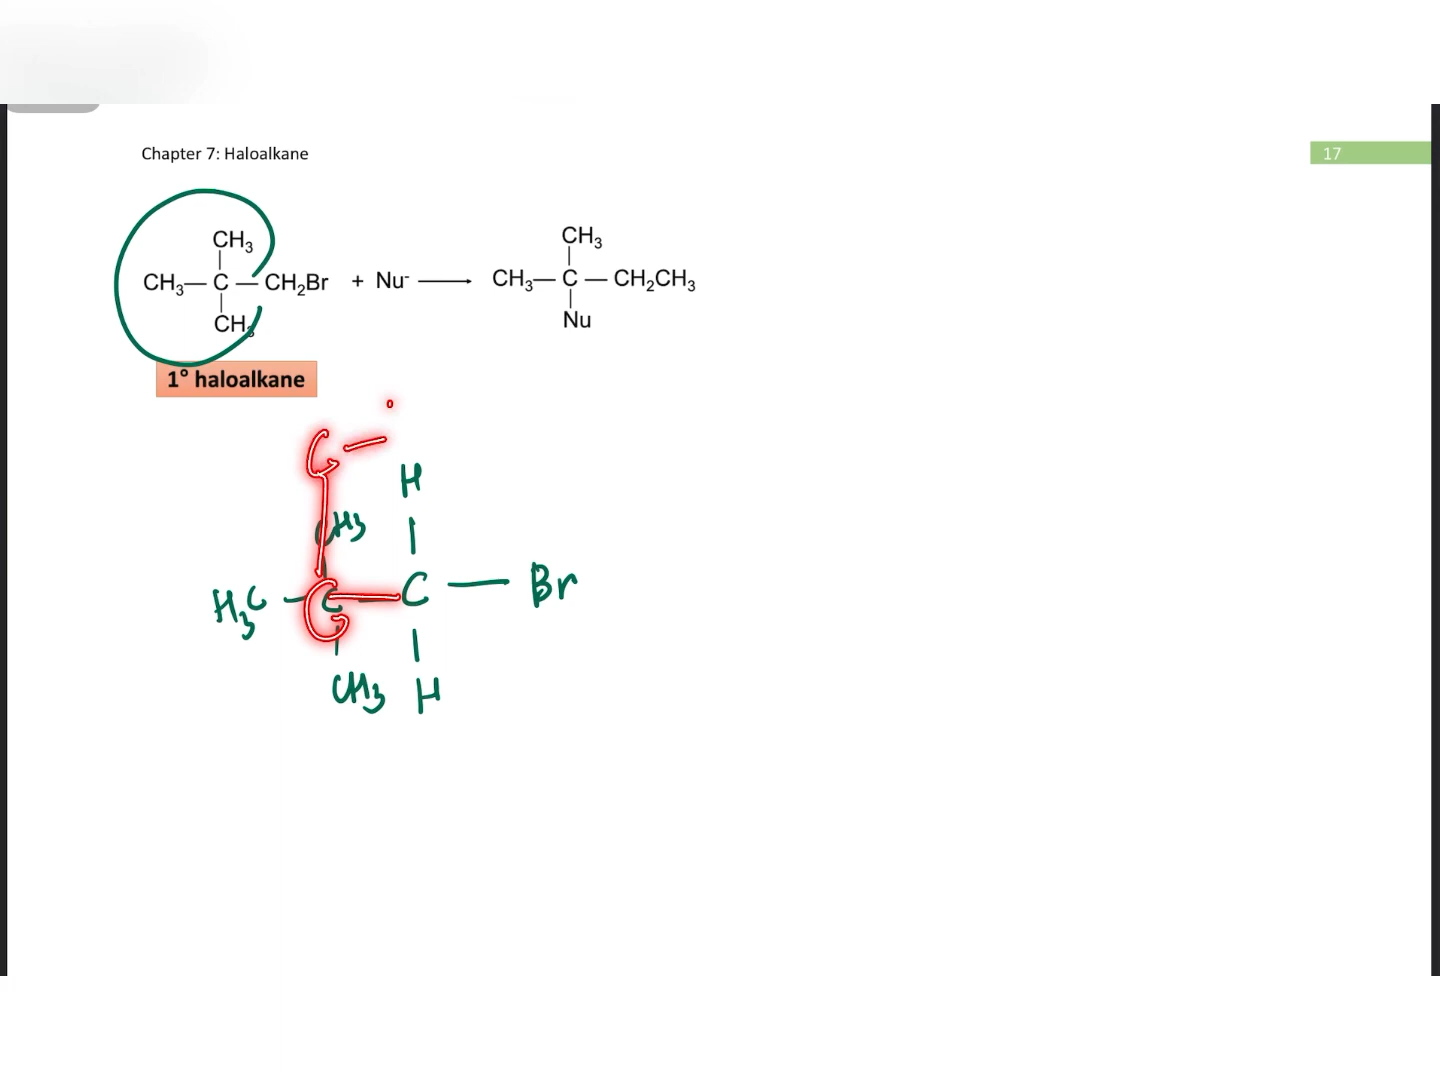 Chapter 7: Haloalkane 17
CH₃ CH₃
CH₃— C — CH₂Br + Nu⁻ ⟶ CH₃— C — CH₂CH₃
CH₃ Nu
1° haloalkane
C —
H
CH3
H3C — C — C — Br
CH3 H